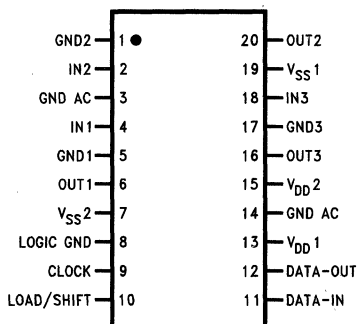 GND2 1 20 OUT2
IN2 2 19 VSS1
GND AC 3 18 IN3
IN1 4 17 GND3
GND1 5 16 OUT3
OUT1 6 15 VDD2
VSS2 7 14 GND AC
LOGIC GND 8 13 VDD1
CLOCK 9 12 DATA-OUT
LOAD/SHIFT 10 11 DATA-IN